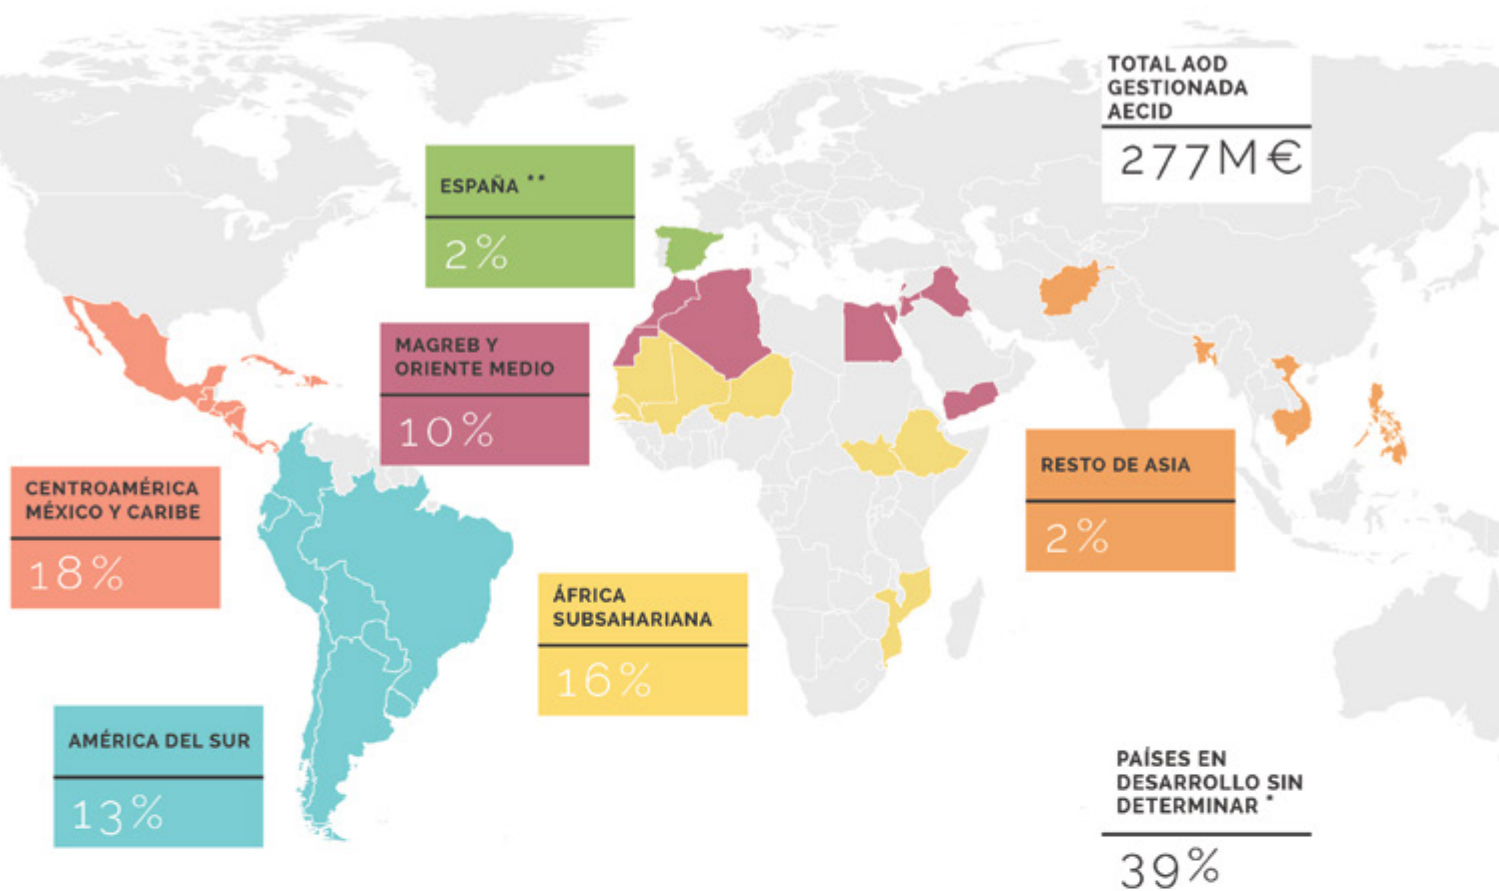 TOTAL AOD
GESTIONADA
AECID
277M€
ESPAÑA **
2%
MAGREB Y
ORIENTE MEDIO
10%
CENTROAMÉRICA
MÉXICO Y CARIBE
18%
RESTO DE ASIA
2%
ÁFRICA
SUBSAHARIANA
16%
AMÉRICA DEL SUR
13%
PAÍSES EN
DESARROLLO SIN
DETERMINAR *
39%